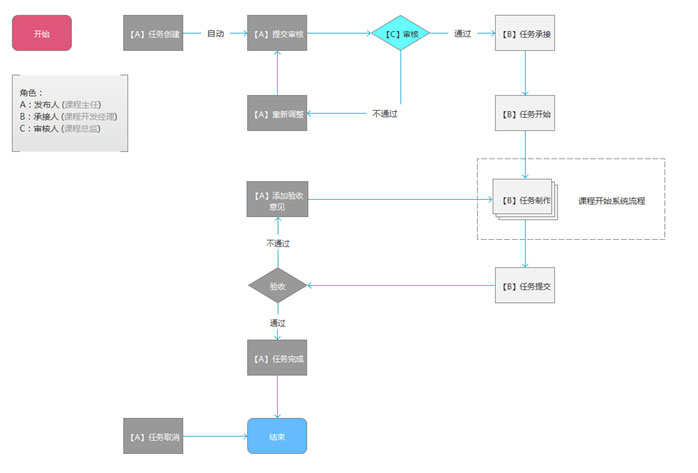 开始
【A】任务创建
自动
【A】提交审核
【C】审核
通过
【B】任务承接
角色：
A：发布人 (课程主任)
B：承接人 (课程开发经理)
C：审核人 (课程总监)
【A】重新调整
不通过
【B】任务开始
【A】添加验收
意见
【B】任务制作
课程开始系统流程
不通过
验收
【B】任务提交
通过
【A】任务完成
【A】任务取消
结束